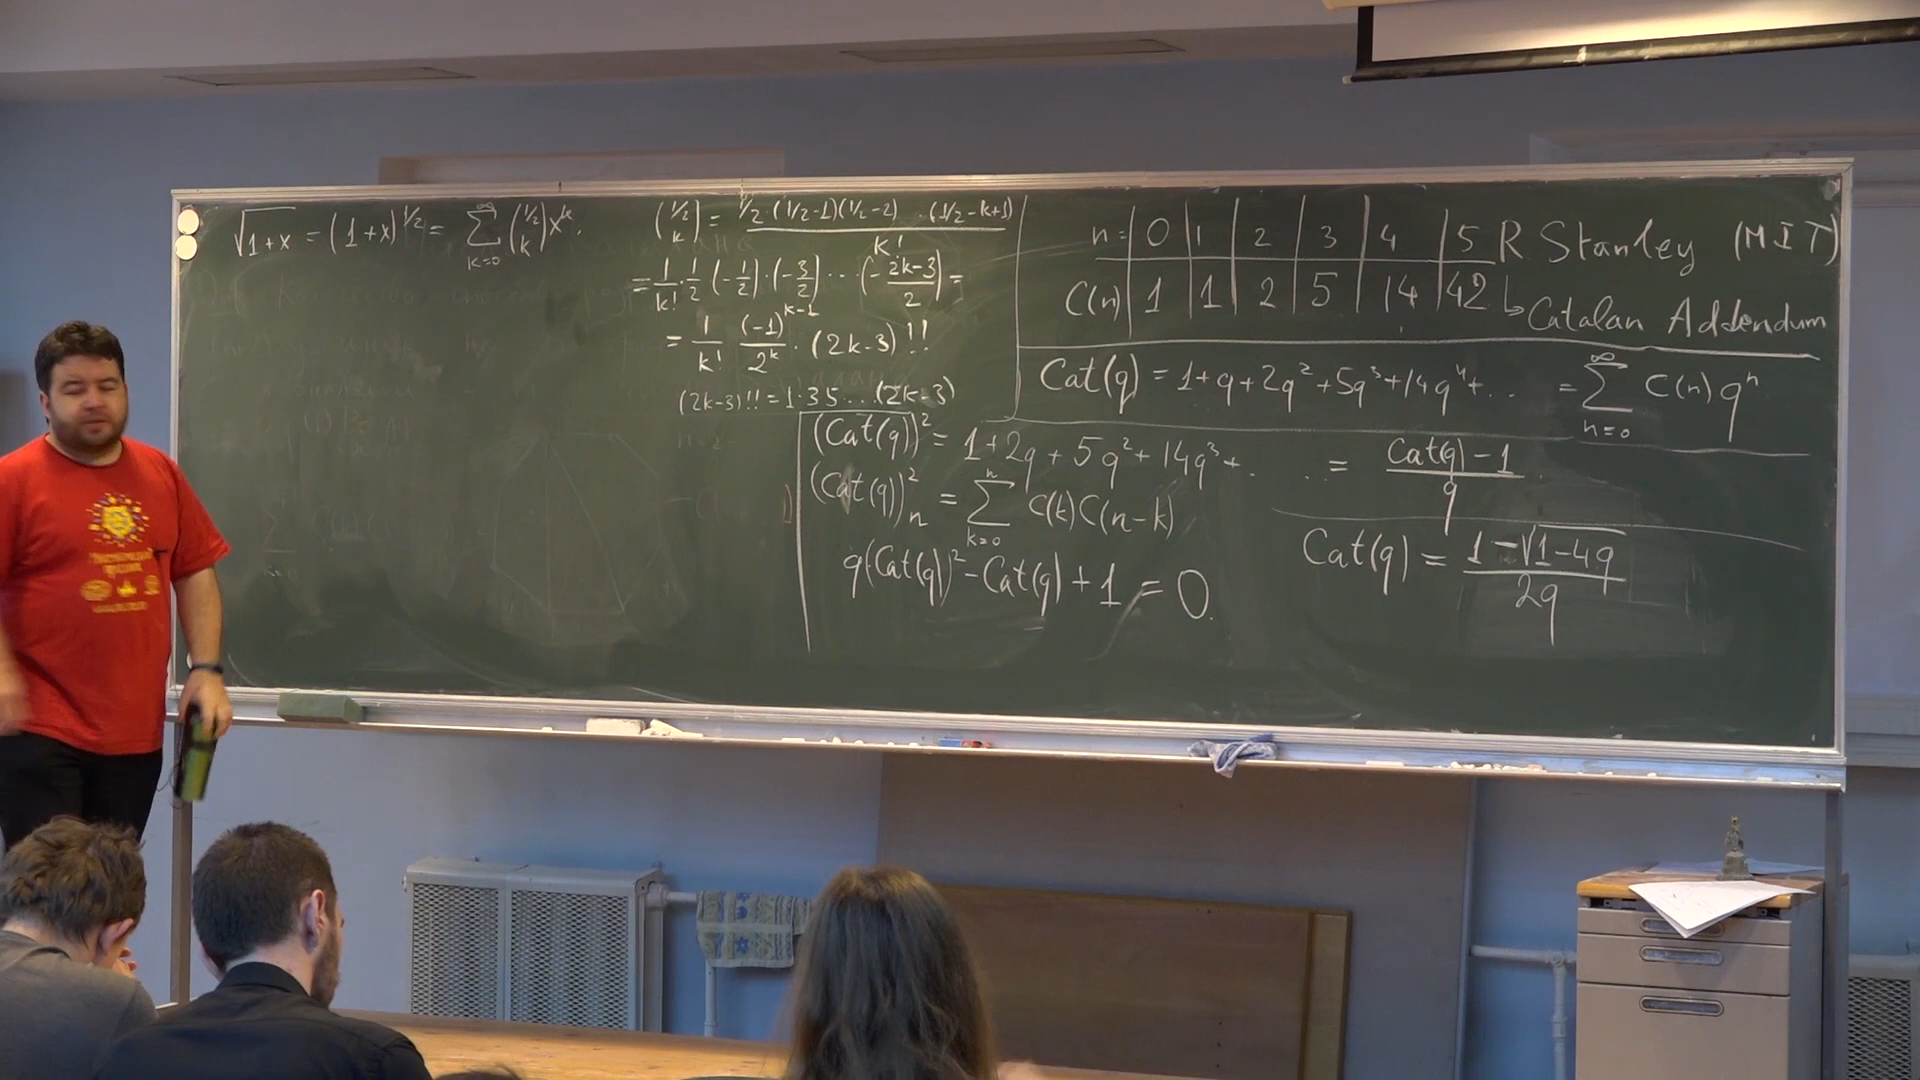 √(1+x) = (1+x)^{1/2} = ∑_{k=0}^{∞} (1/2 k) x^k.
(1/2 k) = 1/2·(1/2-1)(1/2-2)·(1/2-k+1) / k!
= 1/k! · 1/2 (-1/2)·(-3/2)···(-(2k-3)/2) =
= 1/k! (-1)^{k-1}/2^k · (2k-3)!!
(2k-3)!! = 1·3·5...(2k-3)
n= 0 1 2 3 4 5
C(n) 1 1 2 5 14 42
R Stanley (MIT)
↳ Catalan Addendum
Cat(q) = 1+q+2q²+5q³+14q⁴+... = ∑_{n=0}^{∞} C(n) qⁿ
(Cat(q))² = 1+2q+5q²+14q³+... = (Cat(q)-1)/q
(Cat(q))²_n = ∑_{k=0}^{n} C(k)C(n-k)
q(Cat(q))² - Cat(q) + 1 = 0.
Cat(q) = (1-√(1-4q))/2q